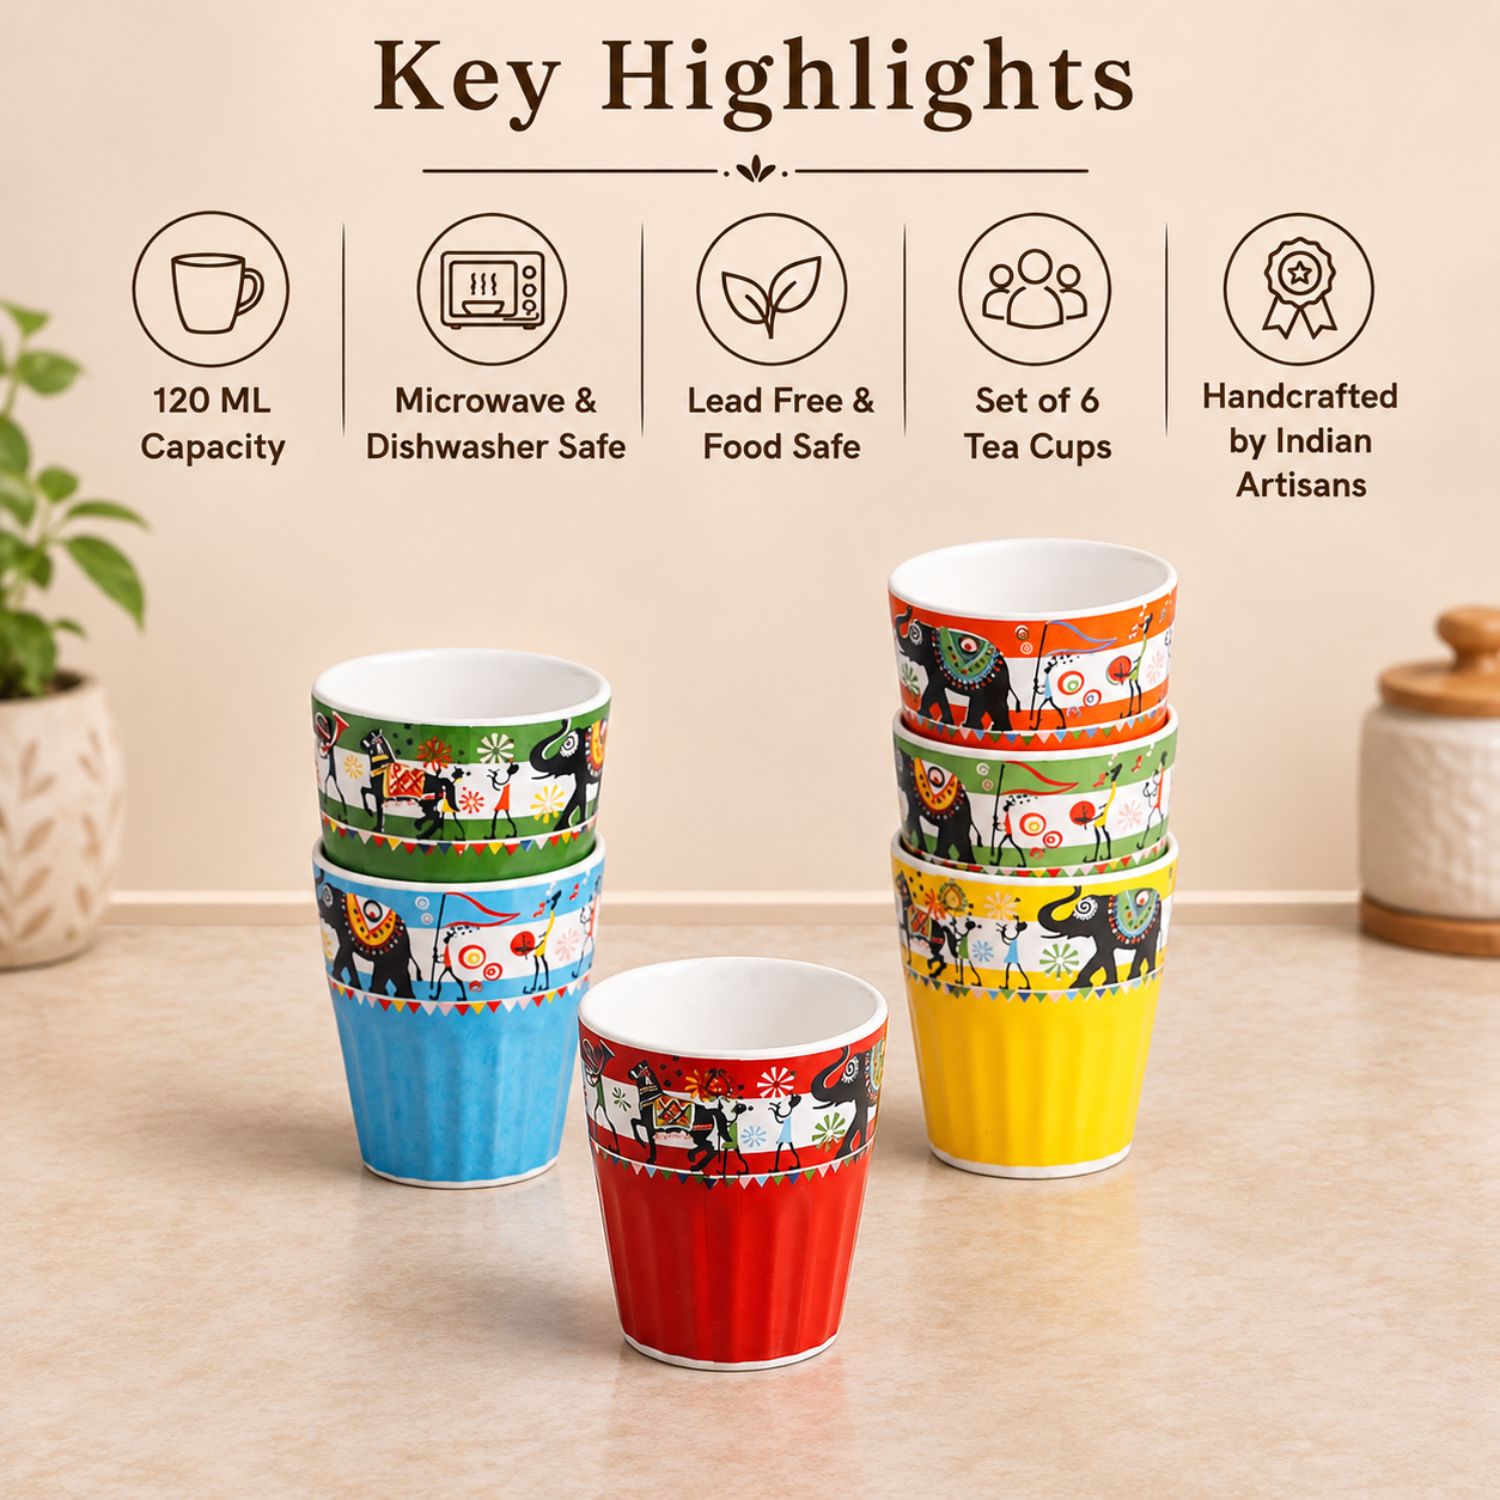 Key Highlights
120 ML
Capacity
Microwave &
Dishwasher Safe
Lead Free &
Food Safe
Set of 6
Tea Cups
Handcrafted
by Indian
Artisans